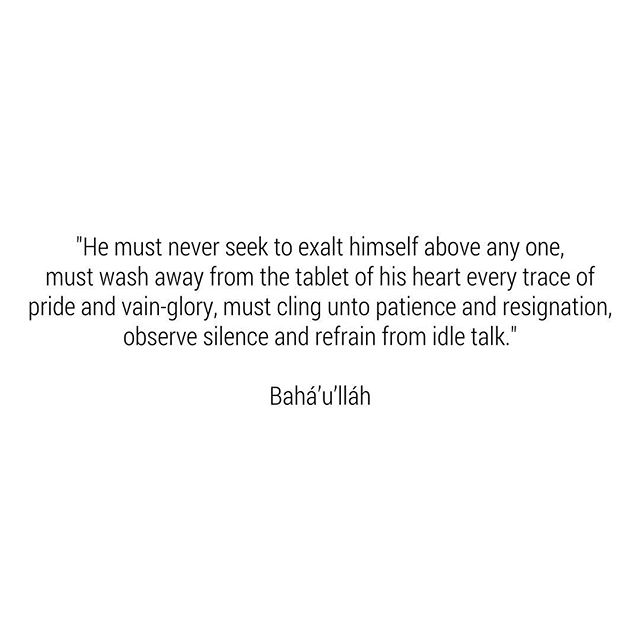 "He must never seek to exalt himself above any one,
must wash away from the tablet of his heart every trace of
pride and vain-glory, must cling unto patience and resignation,
observe silence and refrain from idle talk."
Bahá’u’lláh